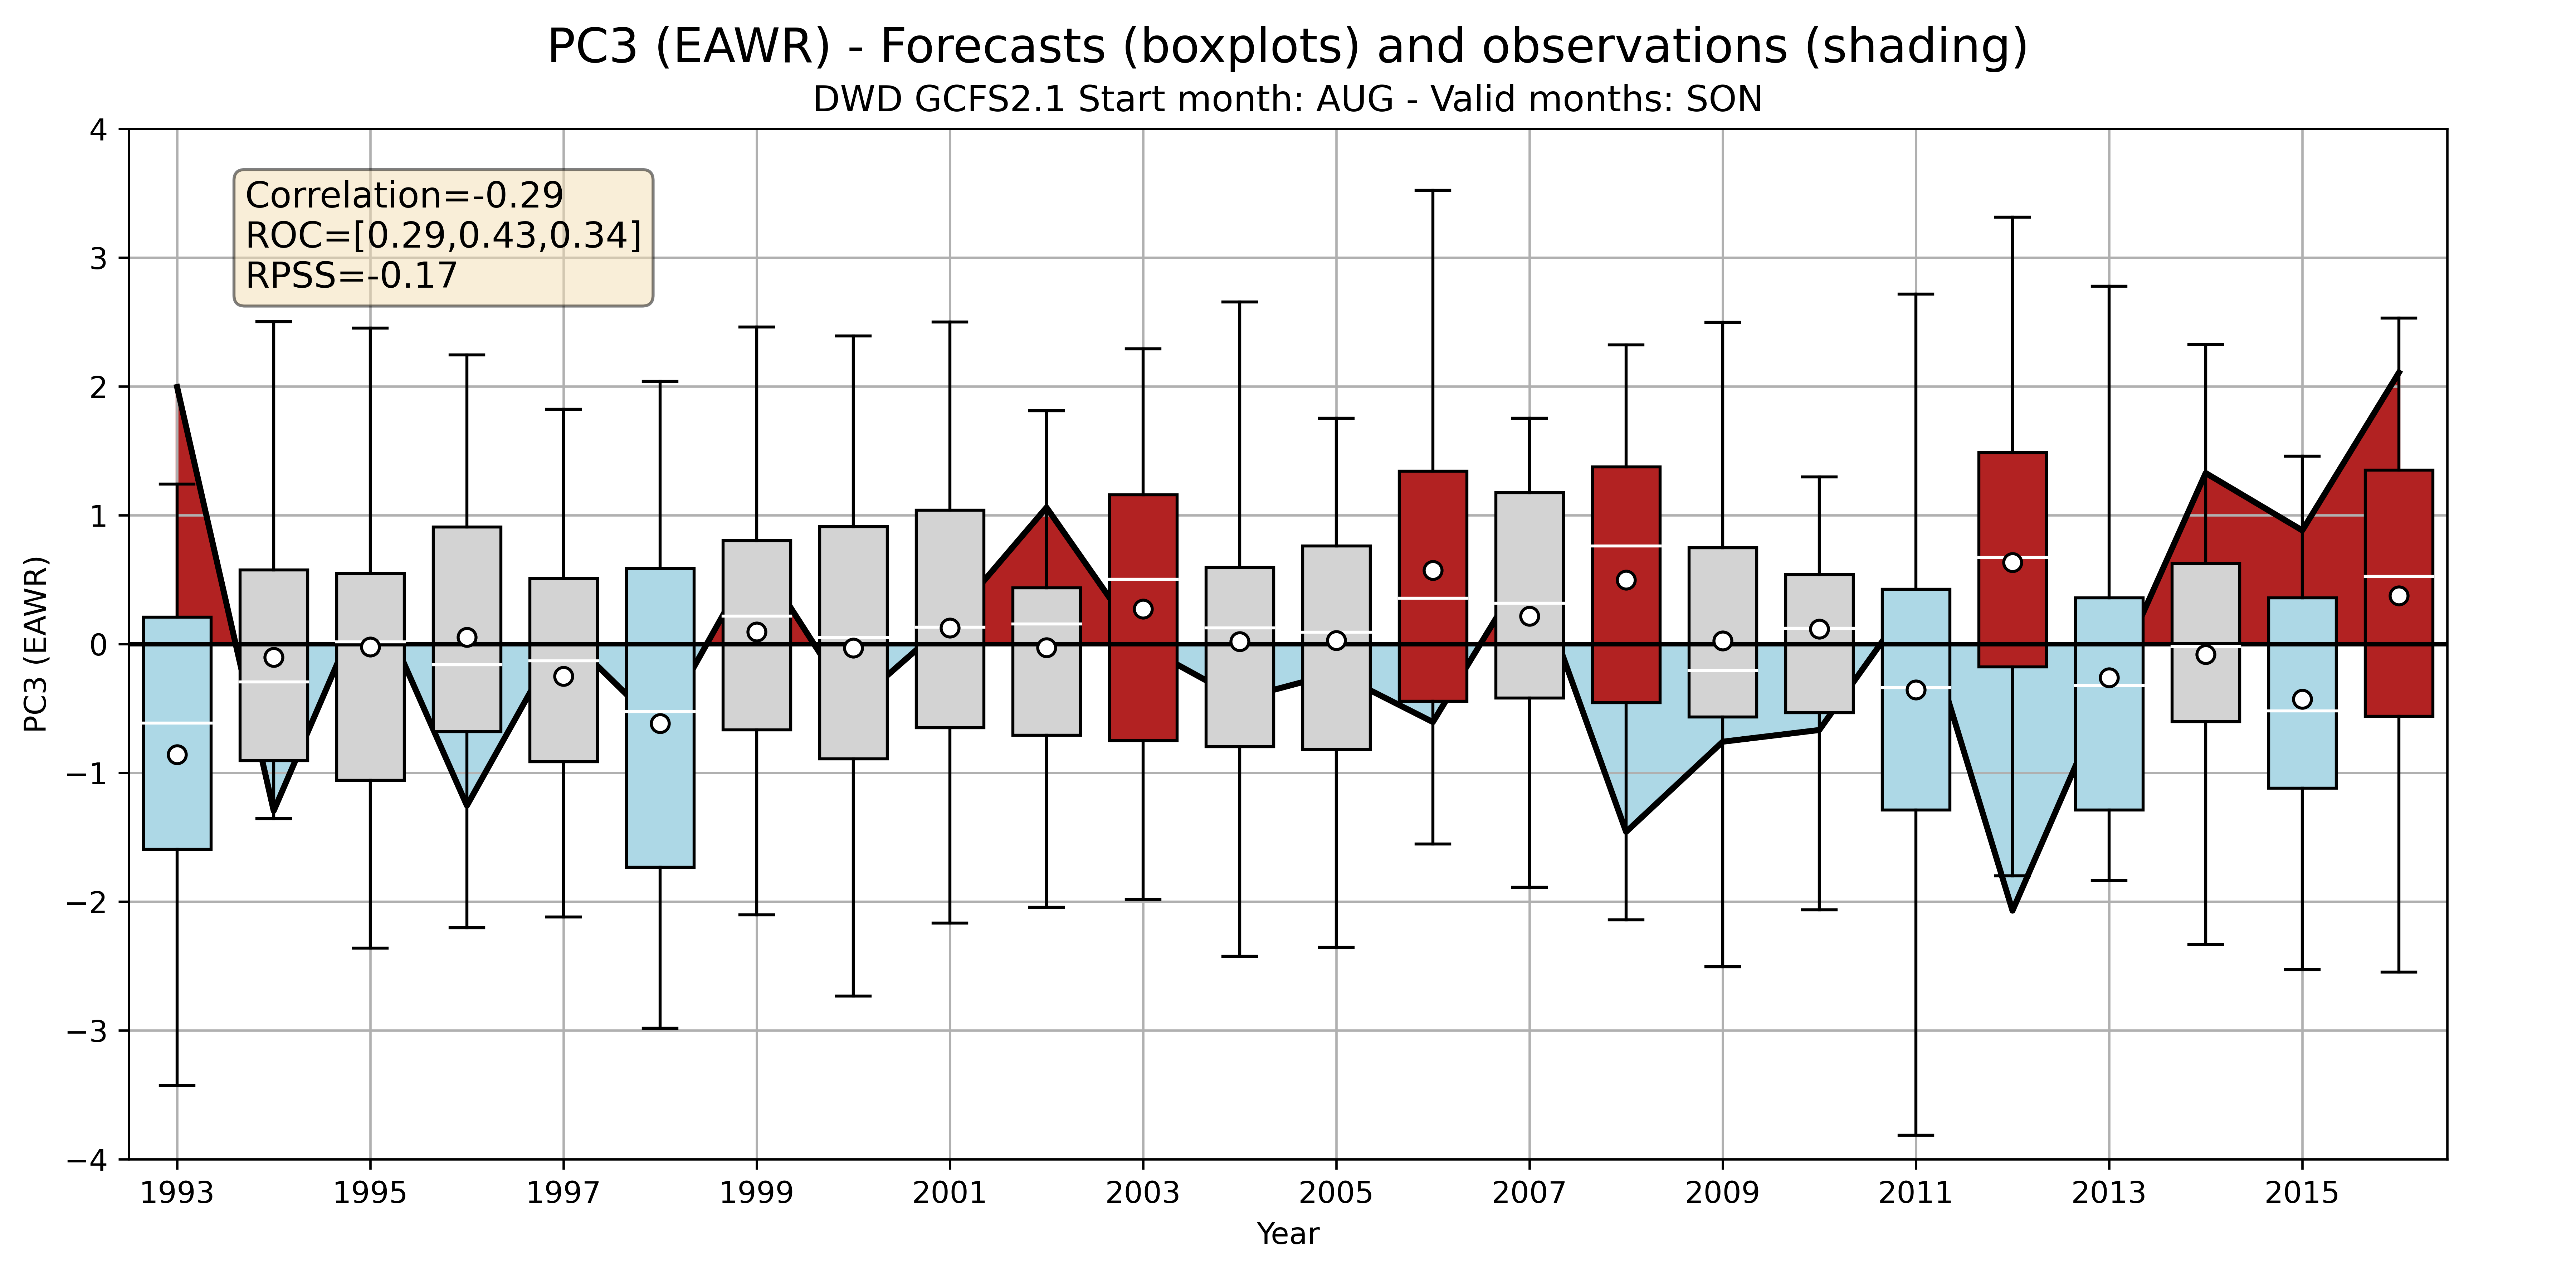 PC3 (EAWR) - Forecasts (boxplots) and observations (shading)
DWD GCFS2.1 Start month: AUG - Valid months: SON
Correlation=-0.29
ROC=[0.29,0.43,0.34]
RPSS=-0.17
PC3 (EAWR)
4
3
2
1
0
−1
−2
−3
−4
1993 1995 1997 1999 2001 2003 2005 2007 2009 2011 2013 2015
Year